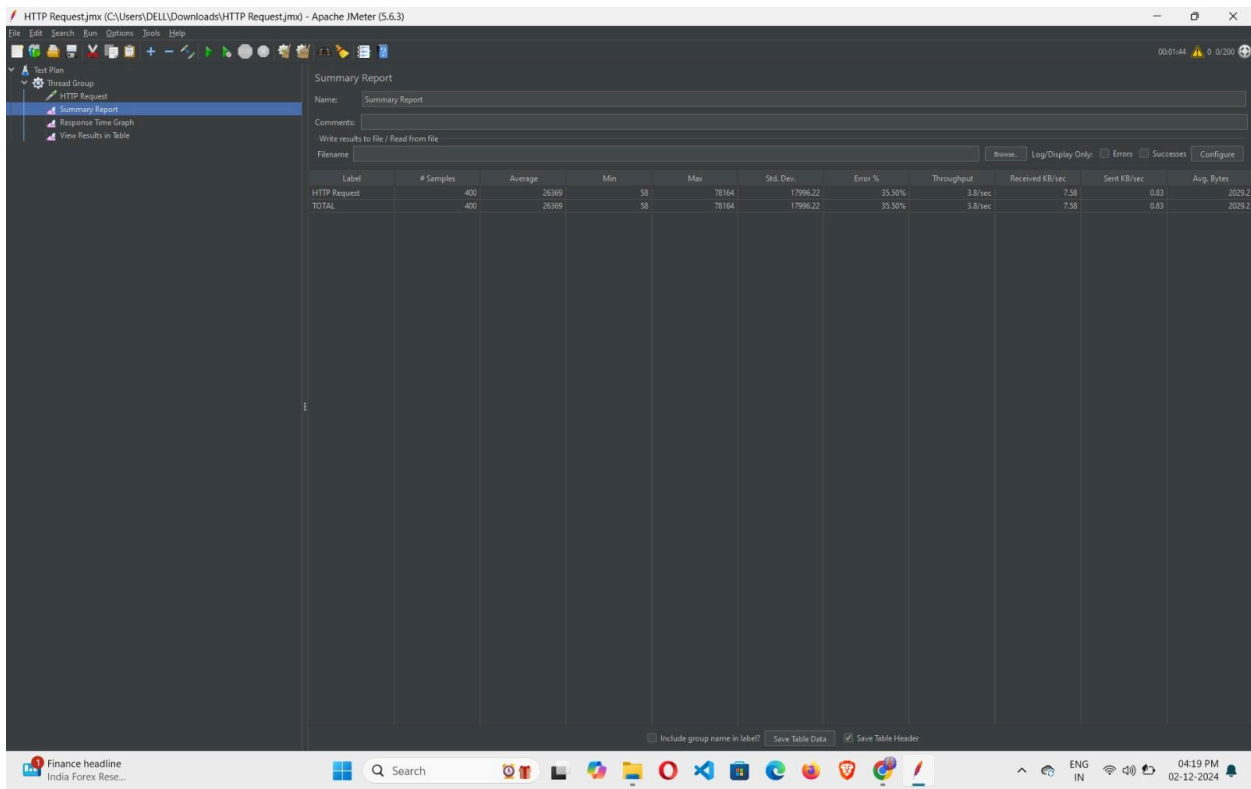 HTTP Request.jmx (C:\Users\DELL\Downloads\HTTP Request.jmx) - Apache JMeter (5.6.3)
File Edit Search Run Options Tools Help
00:01:44 0 0/200
Test Plan
Thread Group
HTTP Request
Summary Report
Response Time Graph
View Results in Table
Summary Report
Name: Summary Report
Comments:
Write results to file / Read from file
Filename Browse... Log/Display Only: Errors Successes Configure
Label # Samples Average Min Max Std. Dev. Error % Throughput Received KB/sec Sent KB/sec Avg. Bytes
HTTP Request 400 26369 58 78164 17996.22 35.50% 3.8/sec 7.58 0.83 2029.2
TOTAL 400 26369 58 78164 17996.22 35.50% 3.8/sec 7.58 0.83 2029.2
Include group name in label? Save Table Data Save Table Header
1
Finance headline
India Forex Rese...
Search
ENG
IN
04:19 PM
02-12-2024